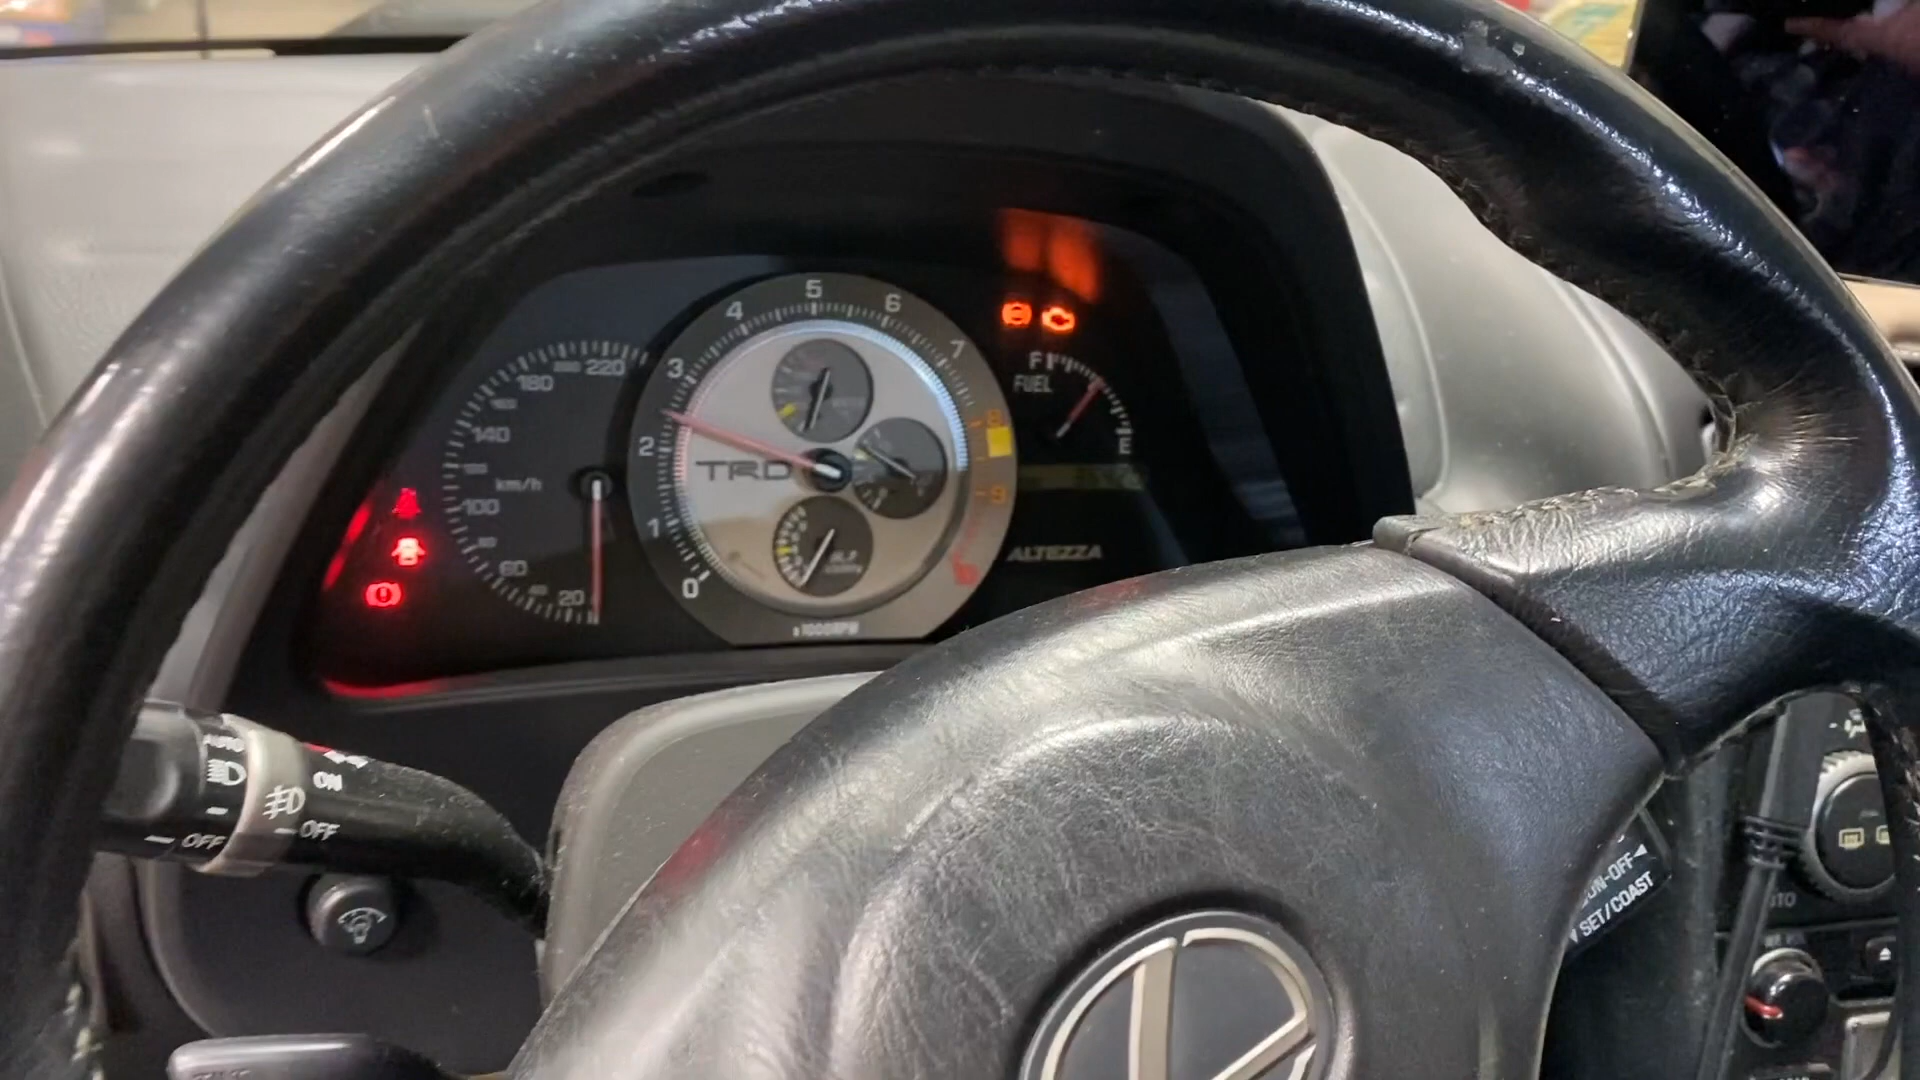 220
180
140
100
60
20
km/h
0
1
2
3
4
5
6
7
8
9
TRD
x1000RPM
F
FUEL
E
ALTEZZA
AUTO
ON
OFF
OFF
ON-OFF
SET/COAST